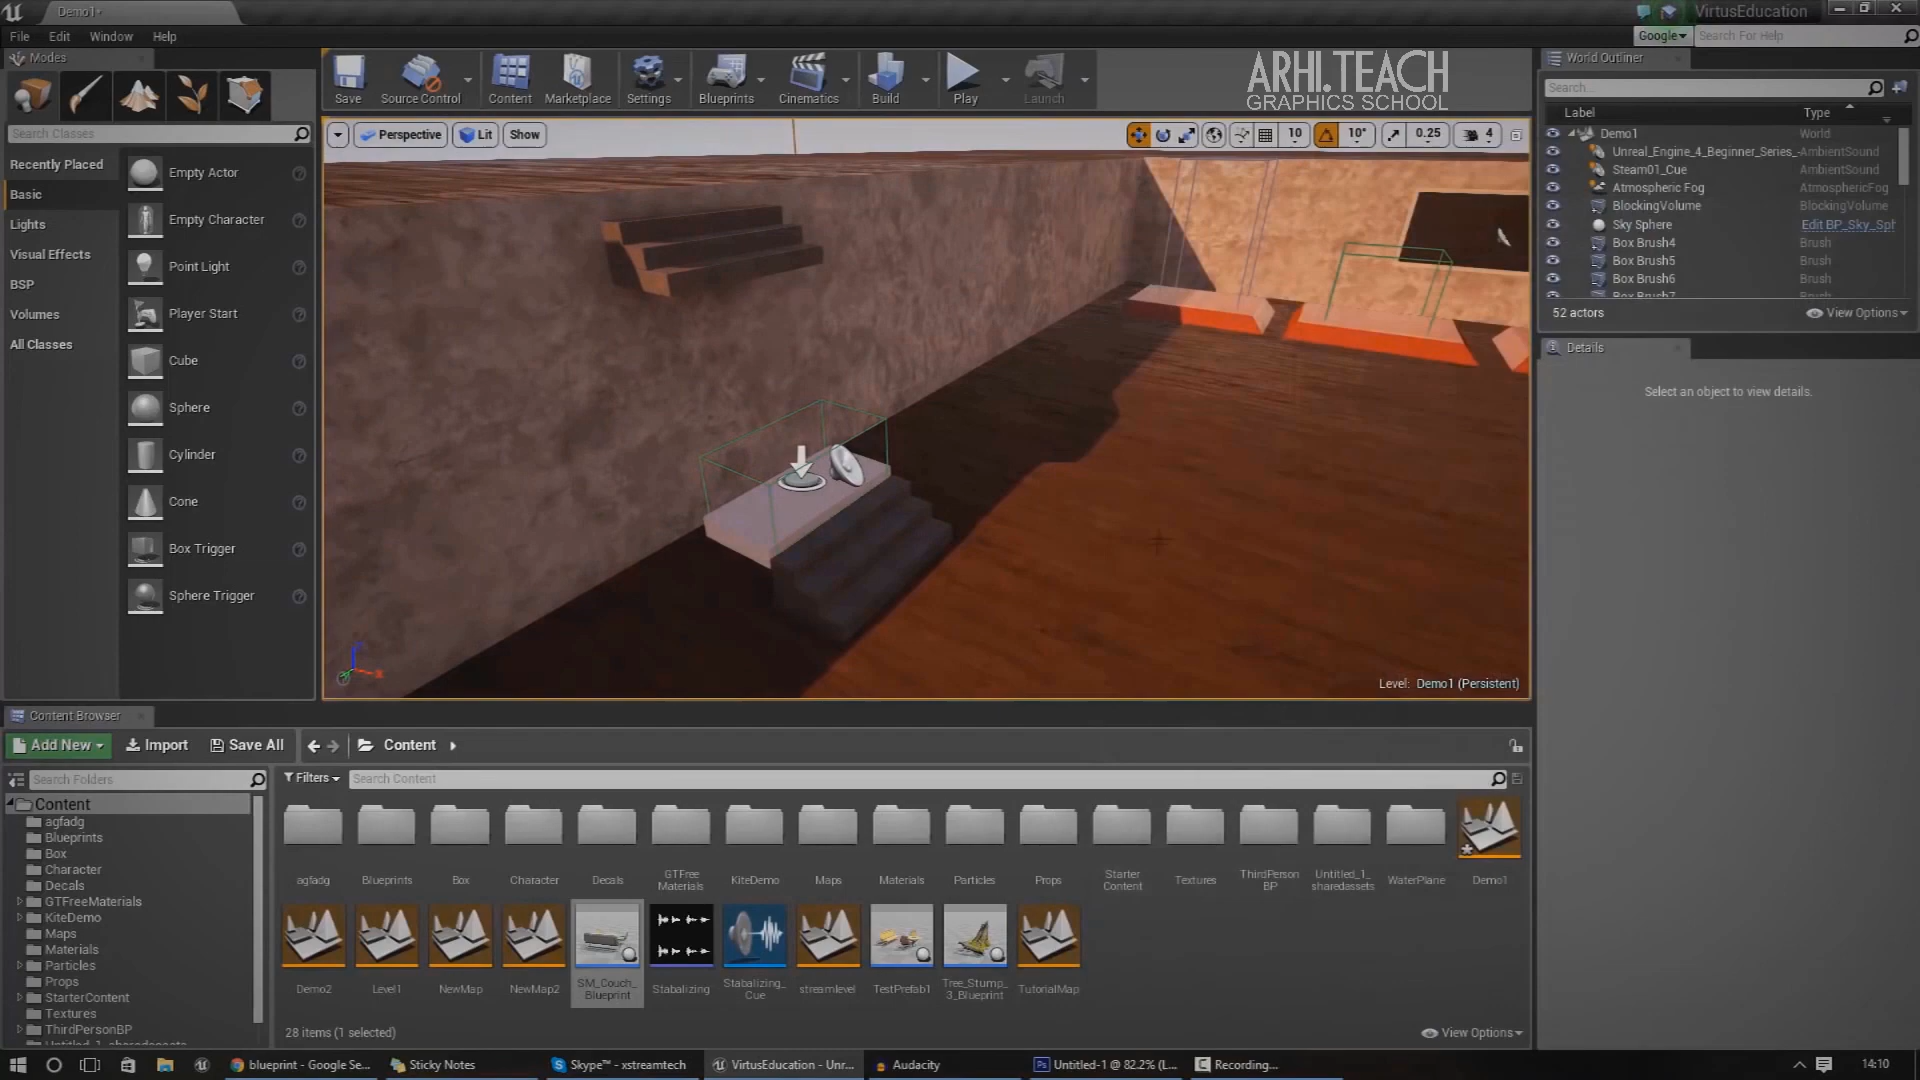 Demo1*
VirtusEducation
File Edit Window Help
Google Search For Help
Modes
Save
Source Control
Content
Marketplace
Settings
Blueprints
Cinematics
Build
Play
Launch
ARHI.TEACH
GRAPHICS SCHOOL
World Outliner
Search Classes
Recently Placed
Basic
Lights
Visual Effects
BSP
Volumes
All Classes
Empty Actor
Empty Character
Point Light
Player Start
Cube
Sphere
Cylinder
Cone
Box Trigger
Sphere Trigger
Perspective Lit Show
10 10° 0.25 4
Level: Demo1 (Persistent)
Search...
Label Type
Demo1 World
Unreal_Engine_4_Beginner_Series_- AmbientSound
Steam01_Cue AmbientSound
Atmospheric Fog AtmosphericFog
BlockingVolume BlockingVolume
Sky Sphere Edit BP_Sky_Sph
Box Brush4 Brush
Box Brush5 Brush
Box Brush6 Brush
Box Brush7 Brush
52 actors View Options
Details
Select an object to view details.
Content Browser
Add New Import Save All Content
Search Folders
Filters Search Content
Content
agfadg
Blueprints
Box
Character
Decals
GTFreeMaterials
KiteDemo
Maps
Materials
Particles
Props
StarterContent
Textures
ThirdPersonBP
Untitled_1_sharedassets
agfadg
Blueprints
Box
Character
Decals
GTFree
Materials
KiteDemo
Maps
Materials
Particles
Props
Starter
Content
Textures
ThirdPerson
BP
Untitled_1_
sharedassets
WaterPlane
Demo1
Demo2
Level1
NewMap
NewMap2
SM_Couch_
Blueprint
Stabalizing
Stabalizing_
Cue
streamlevel
TestPrefab1
Tree_Stump_
3_Blueprint
TutorialMap
28 items (1 selected) View Options
blueprint - Google Se...
Sticky Notes
Skype™ - xstreamtech
VirtusEducation - Unr...
Audacity
Untitled-1 @ 82.2% (L...
Recording...
14:10